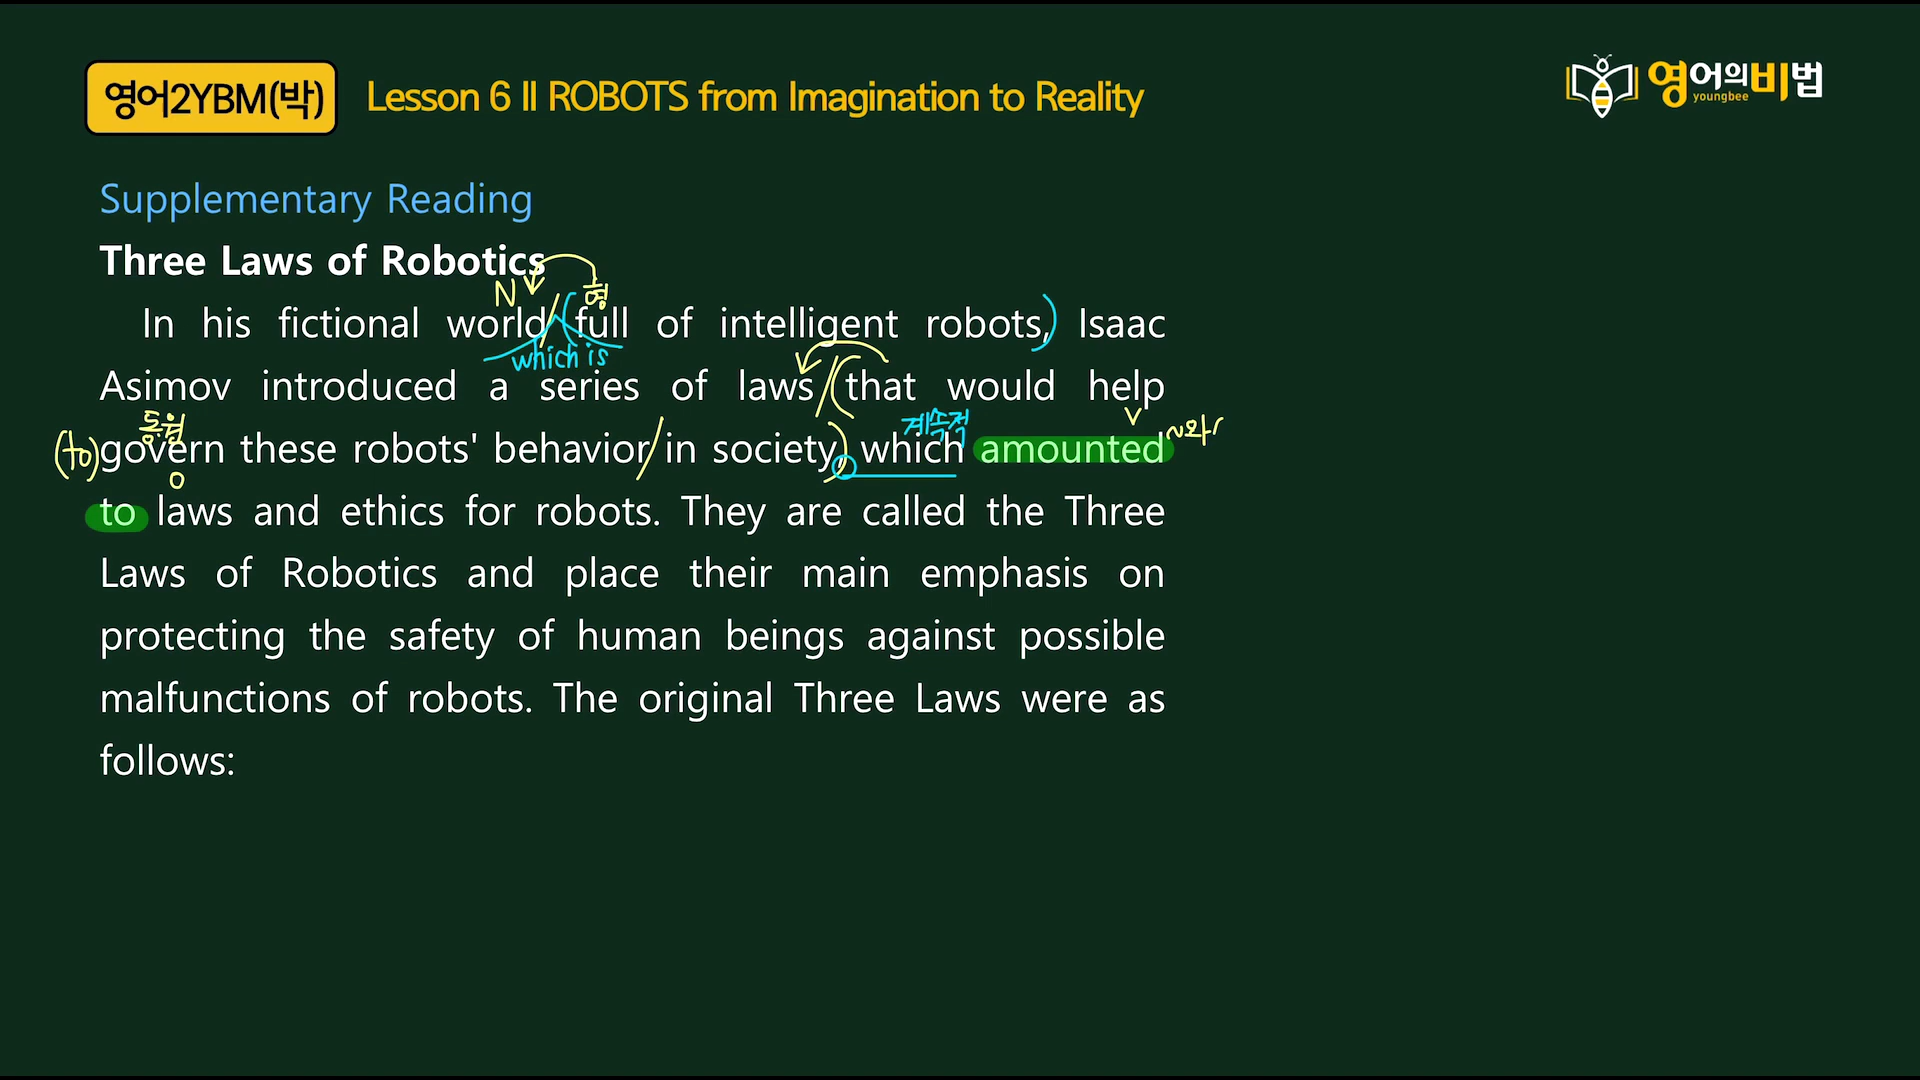 영어2YBM(박) Lesson 6 II ROBOTS from Imagination to Reality
영어의비법
youngbee
Supplementary Reading
Three Laws of Robotics
N 형
In his fictional world/(full of intelligent robots,) Isaac
which is
Asimov introduced a series of laws/(that would help
동원 계속적 V
(to)govern these robots' behavior/in society), which amounted
O
to laws and ethics for robots. They are called the Three
Laws of Robotics and place their main emphasis on
protecting the safety of human beings against possible
malfunctions of robots. The original Three Laws were as
follows: